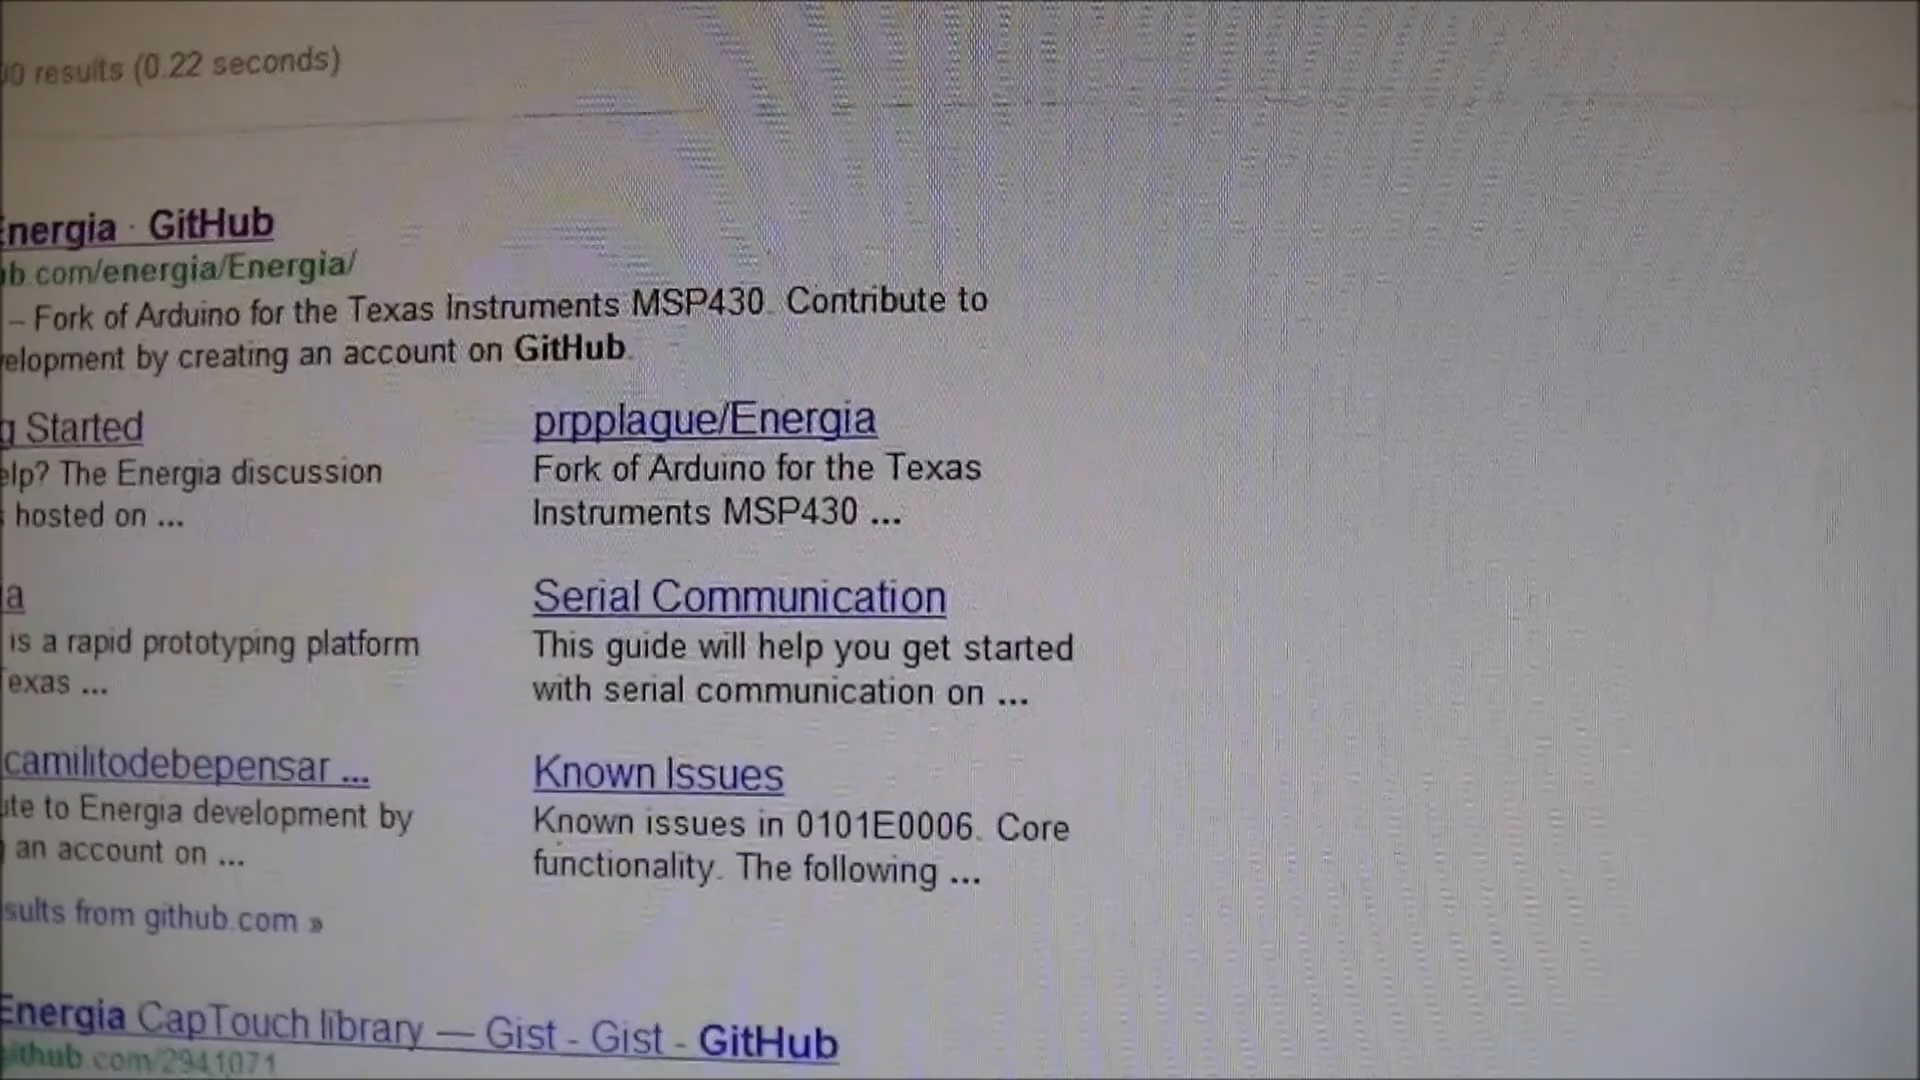 results (0.22 seconds)
Energia · GitHub
com/energia/Energia/
– Fork of Arduino for the Texas Instruments MSP430. Contribute to
elopment by creating an account on GitHub.
g Started
elp? The Energia discussion
hosted on ...
a
is a rapid prototyping platform
exas ...
camilitodebepensar ...
ute to Energia development by
an account on ...
sults from github.com »
prpplague/Energia
Fork of Arduino for the Texas
Instruments MSP430 ...
Serial Communication
This guide will help you get started
with serial communication on ...
Known Issues
Known issues in 0101E0006. Core
functionality. The following ...
Energia CapTouch library — Gist - Gist - GitHub
github.com/2941071